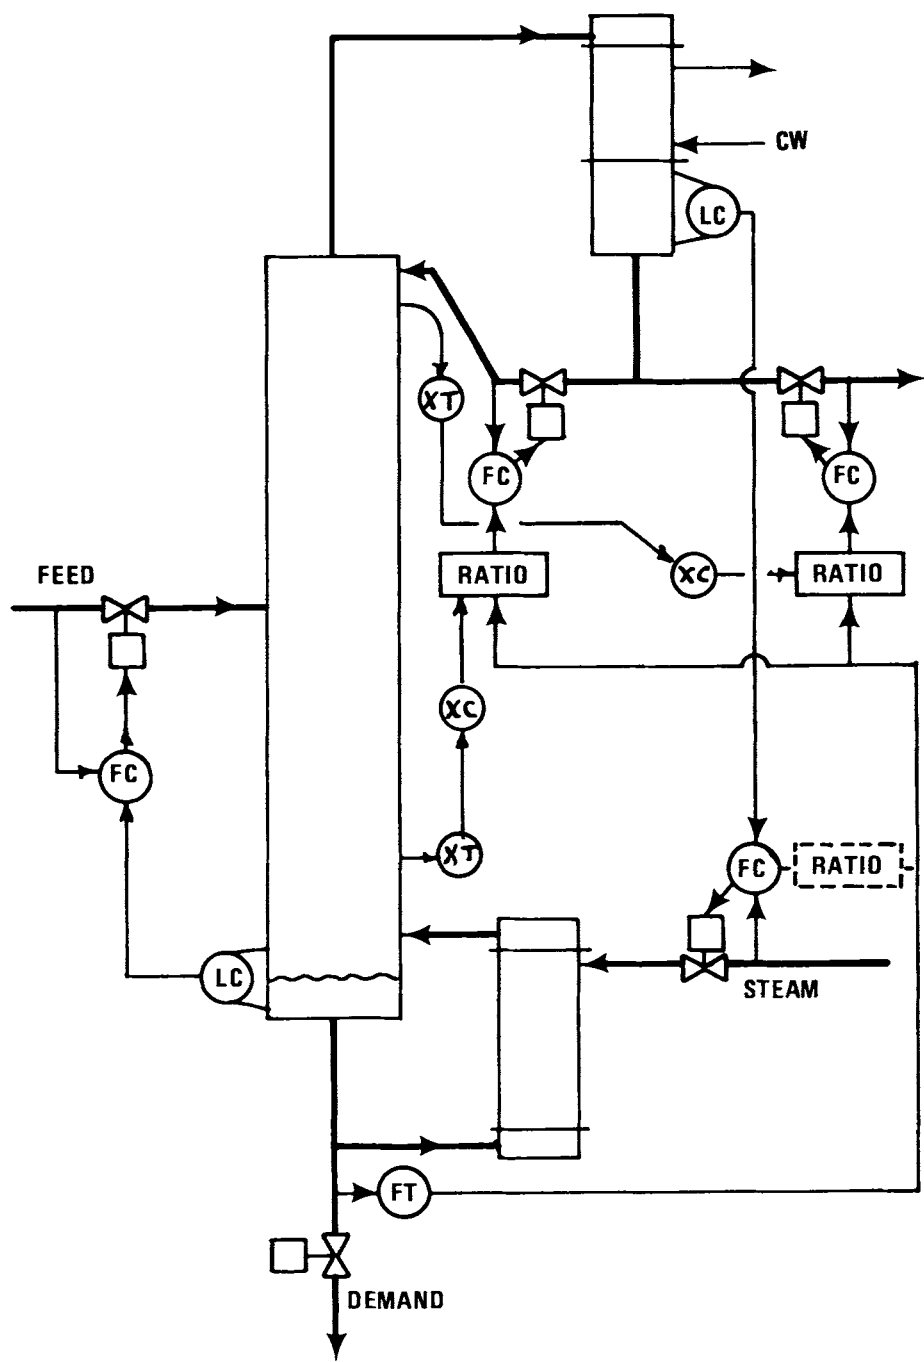 CW
LC
XT
FC
FC
FEED
RATIO
XC
RATIO
XC
FC
XT
FC
RATIO
LC
STEAM
FT
DEMAND